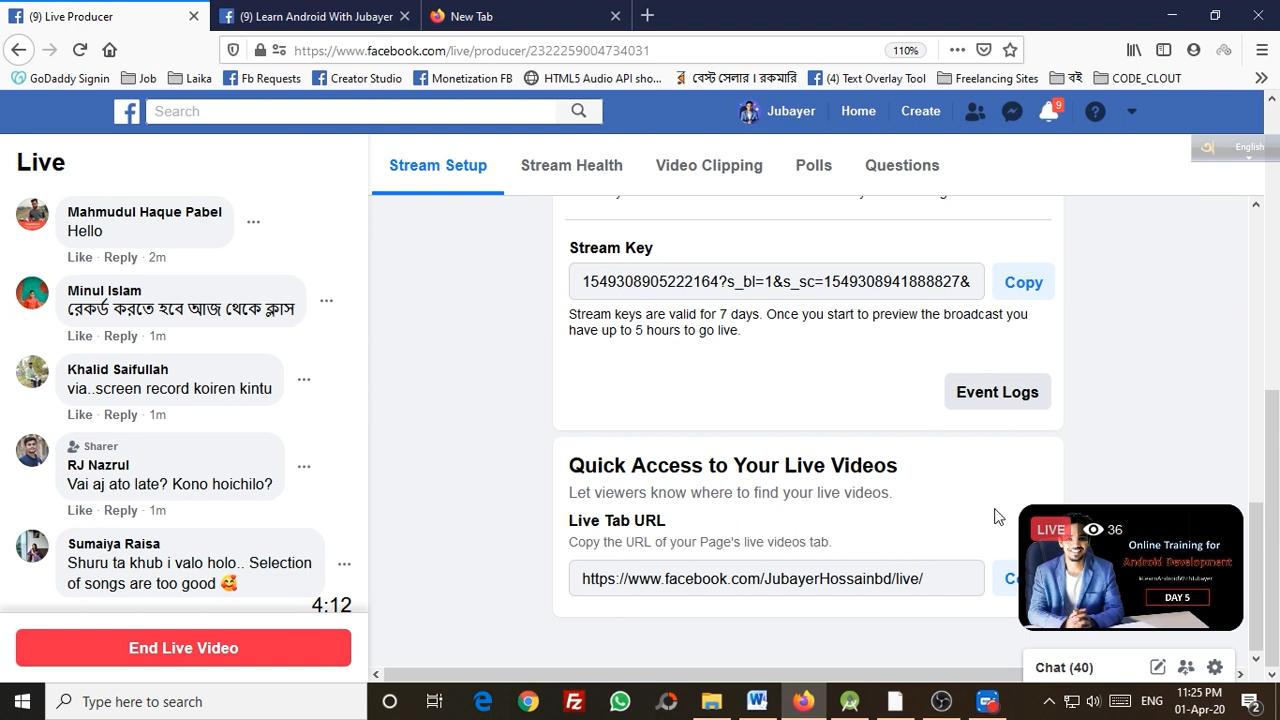 (9) Live Producer
(9) Learn Android With Jubayer
New Tab
https://www.facebook.com/live/producer/2322259004734031
110%
GoDaddy Signin
Job
Laika
Fb Requests
Creator Studio
Monetization FB
HTML5 Audio API sho...
বেস্ট সেলার । রকমারি
(4) Text Overlay Tool
Freelancing Sites
বই
CODE_CLOUT
Search
Jubayer
Home
Create
9
English
Live
Stream Setup
Stream Health
Video Clipping
Polls
Questions
Mahmudul Haque Pabel
Hello
Like · Reply · 2m
Minul Islam
রেকর্ড করতে হবে আজ থেকে ক্লাস
Like · Reply · 1m
Khalid Saifullah
via..screen record koiren kintu
Like · Reply · 1m
Sharer
RJ Nazrul
Vai aj ato late? Kono hoichilo?
Like · Reply · 1m
Sumaiya Raisa
Shuru ta khub i valo holo.. Selection
of songs are too good 🥰
4:12
End Live Video
Stream Key
1549308905222164?s_bl=1&s_sc=1549308941888827&
Copy
Stream keys are valid for 7 days. Once you start to preview the broadcast you
have up to 5 hours to go live.
Event Logs
Quick Access to Your Live Videos
Let viewers know where to find your live videos.
Live Tab URL
Copy the URL of your Page's live videos tab.
https://www.facebook.com/JubayerHossainbd/live/
LIVE
36
Online Training for
Android Development
#LearnAndroidWithJubayer
DAY 5
Chat (40)
Type here to search
ENG
11:25 PM
01-Apr-20
2